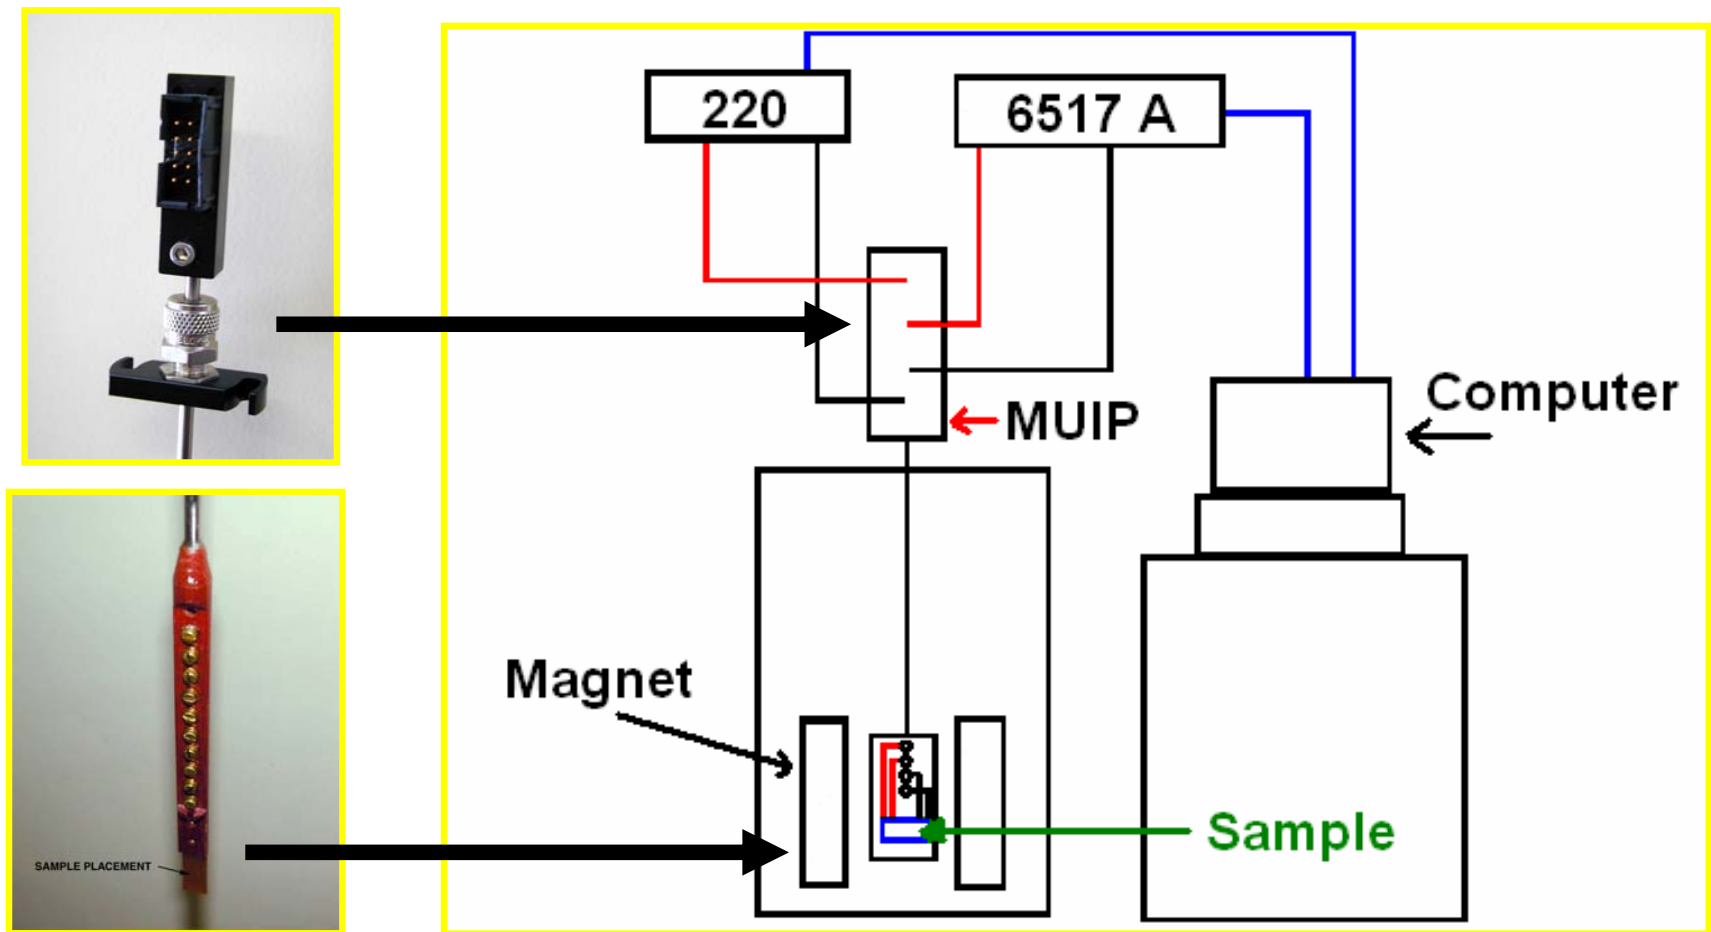 220
6517 A
MUIP
Computer
Magnet
Sample
SAMPLE PLACEMENT